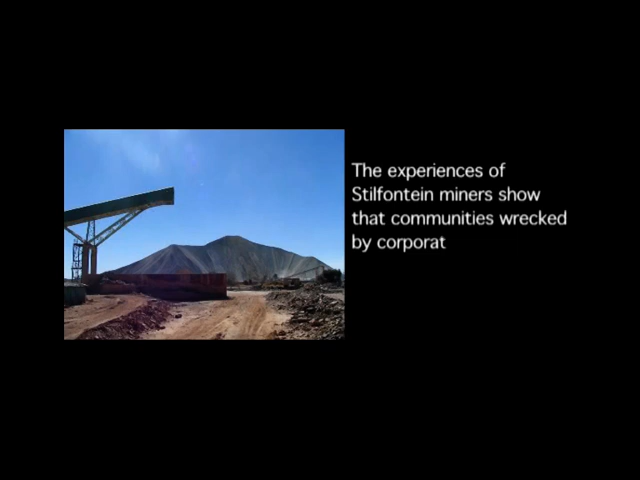 The experiences of
Stilfontein miners show
that communities wrecked
by corporat